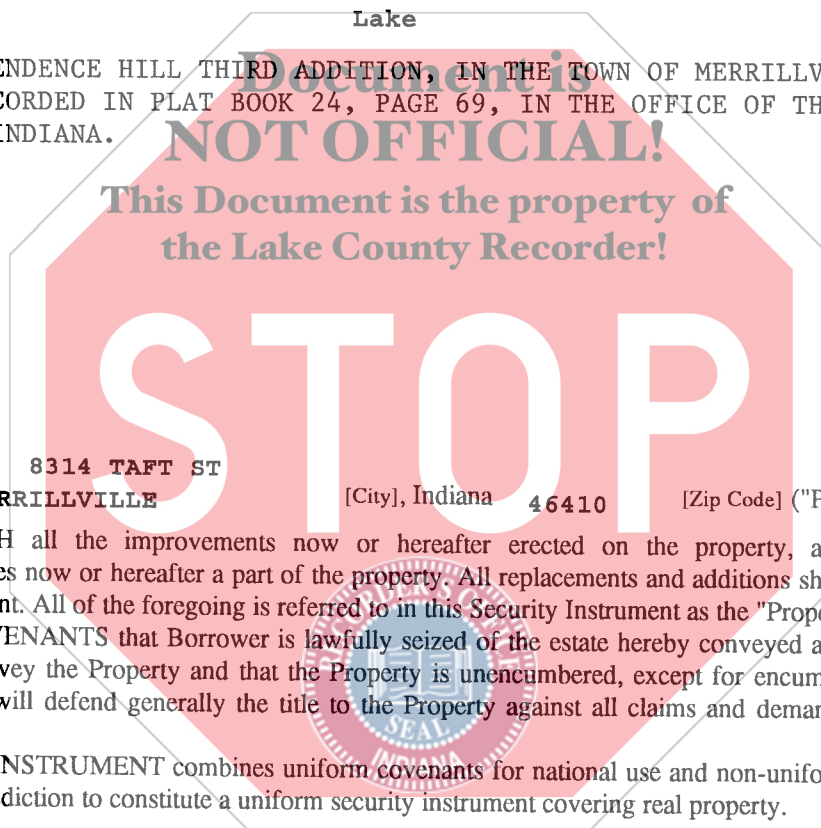 Lake
ENDENCE HILL THIRD ADDITION, IN THE TOWN OF MERRILLV
CORDED IN PLAT BOOK 24, PAGE 69, IN THE OFFICE OF TH
INDIANA.
Document is
NOT OFFICIAL!
This Document is the property of
the Lake County Recorder!
STOP
8314 TAFT ST
RRILLVILLE [City], Indiana 46410 [Zip Code] ("P
H all the improvements now or hereafter erected on the property, a
es now or hereafter a part of the property. All replacements and additions sh
nt. All of the foregoing is referred to in this Security Instrument as the "Prope
VENANTS that Borrower is lawfully seized of the estate hereby conveyed a
vey the Property and that the Property is unencumbered, except for encum
will defend generally the title to the Property against all claims and deman
NSTRUMENT combines uniform covenants for national use and non-unifo
diction to constitute a uniform security instrument covering real property.
RECORDER'S OFFICE
SEAL
INDIANA